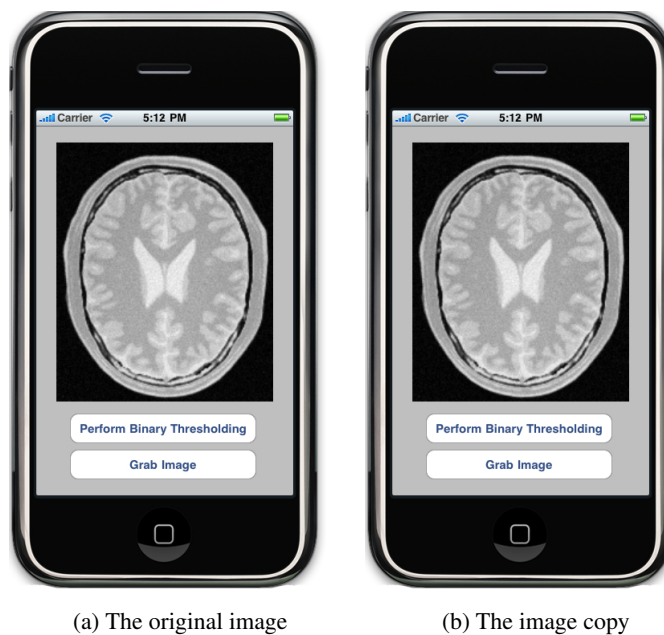 Carrier 5:12 PM
Perform Binary Thresholding
Grab Image
(a) The original image
Carrier 5:12 PM
Perform Binary Thresholding
Grab Image
(b) The image copy